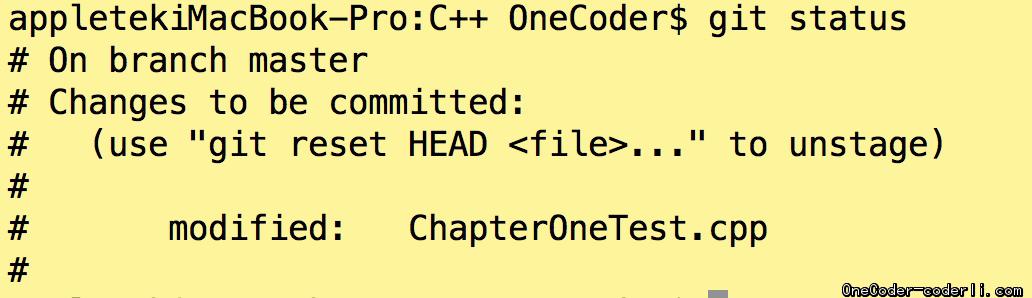 appletekiMacBook-Pro:C++ OneCoder$ git status
# On branch master
# Changes to be committed:
#   (use "git reset HEAD <file>..." to unstage)
#
#       modified:   ChapterOneTest.cpp
#
OneCoder-coderli.com